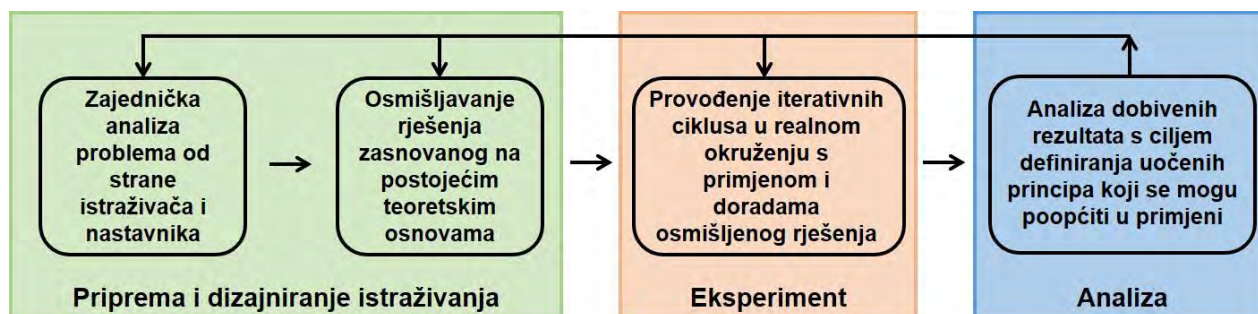 Zajednička
analiza
problema od
strane
istraživača i
nastavnika
Osmišljavanje
rješenja
zasnovanog na
postojećim
teoretskim
osnovama
Provođenje iterativnih
ciklusa u realnom
okruženju s
primjenom i
doradama
osmišljenog rješenja
Analiza dobivenih
rezultata s ciljem
definiranja uočenih
principa koji se mogu
poopćiti u primjeni
Priprema i dizajniranje istraživanja
Eksperiment
Analiza